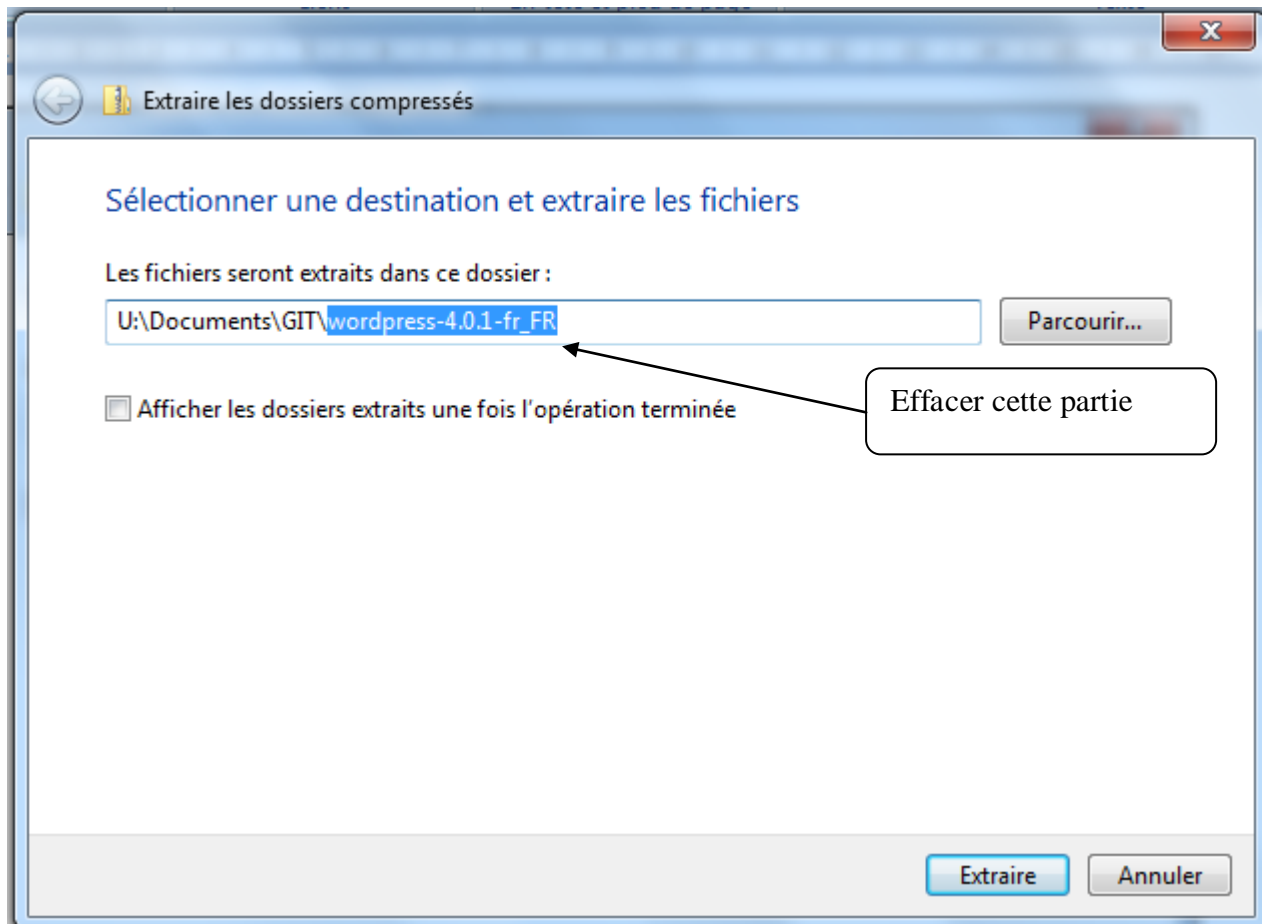 Extraire les dossiers compressés
Sélectionner une destination et extraire les fichiers
Les fichiers seront extraits dans ce dossier :
U:\Documents\GIT\wordpress-4.0.1-fr_FR
Parcourir...
Effacer cette partie
Afficher les dossiers extraits une fois l'opération terminée
Extraire
Annuler